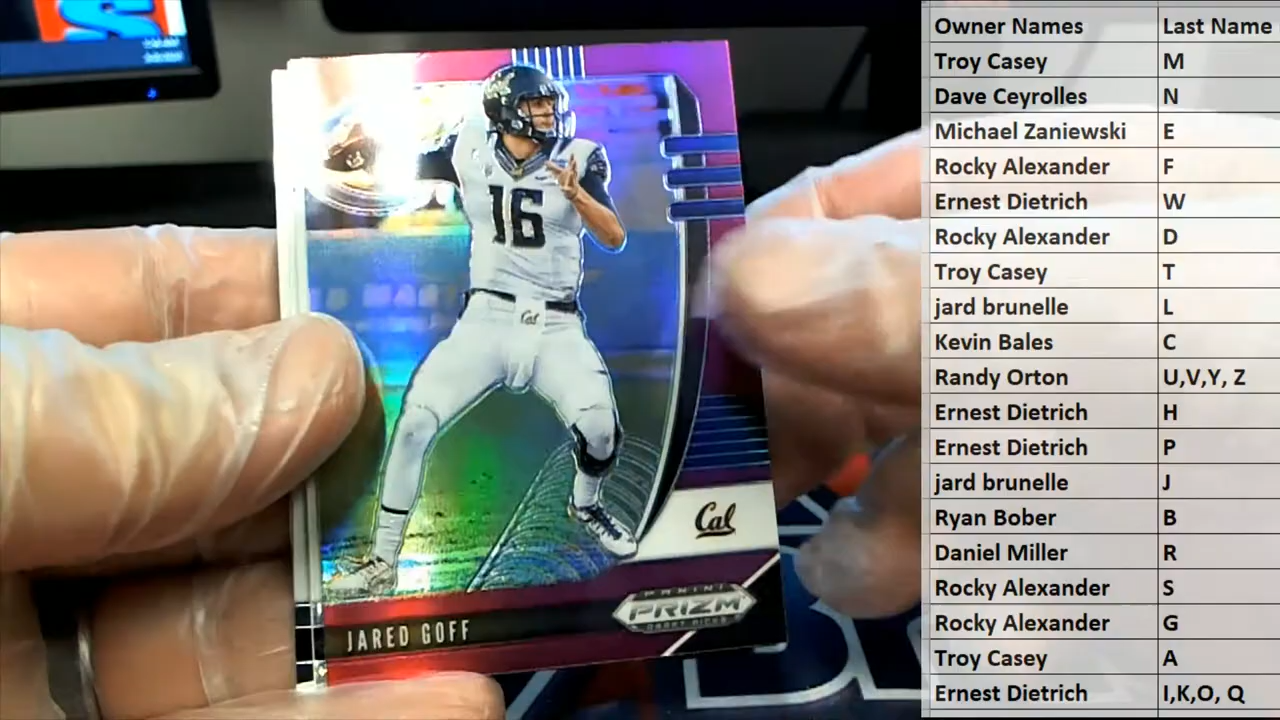 16
Cal
Cal
PANINI
PRIZM
DRAFT PICKS
JARED GOFF
Owner Names Last Name
Troy Casey M
Dave Ceyrolles N
Michael Zaniewski E
Rocky Alexander F
Ernest Dietrich W
Rocky Alexander D
Troy Casey T
jard brunelle L
Kevin Bales C
Randy Orton U,V,Y, Z
Ernest Dietrich H
Ernest Dietrich P
jard brunelle J
Ryan Bober B
Daniel Miller R
Rocky Alexander S
Rocky Alexander G
Troy Casey A
Ernest Dietrich I,K,O, Q